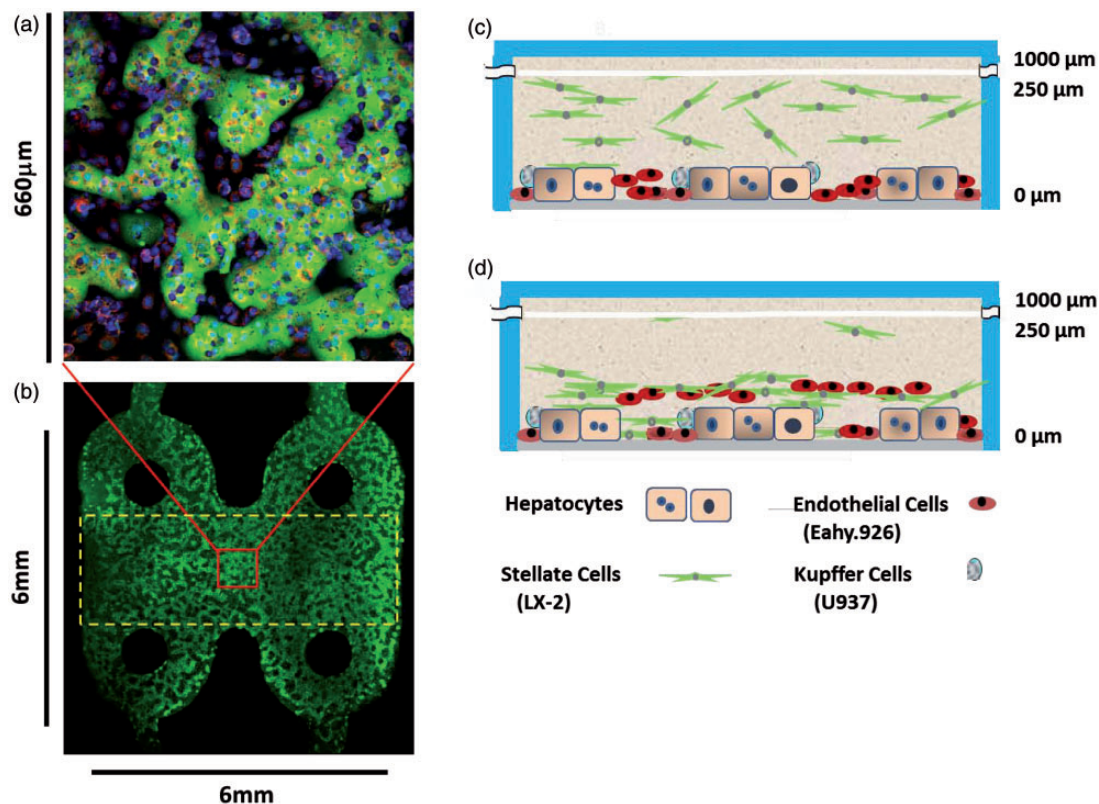 (a)
660μm
(b)
6mm
6mm
(c)
1000 μm
250 μm
0 μm
(d)
1000 μm
250 μm
0 μm
Hepatocytes
Endothelial Cells
(Eahy.926)
Stellate Cells
(LX-2)
Kupffer Cells
(U937)